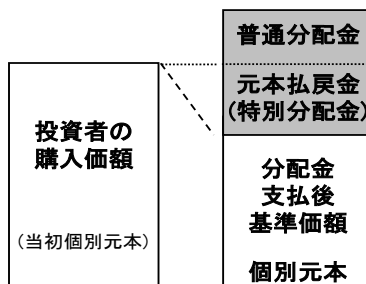 普通分配金
元本払戻金
(特別分配金)
投資者の
購入価額
(当初個別元本)
分配金
支払後
基準価額
個別元本